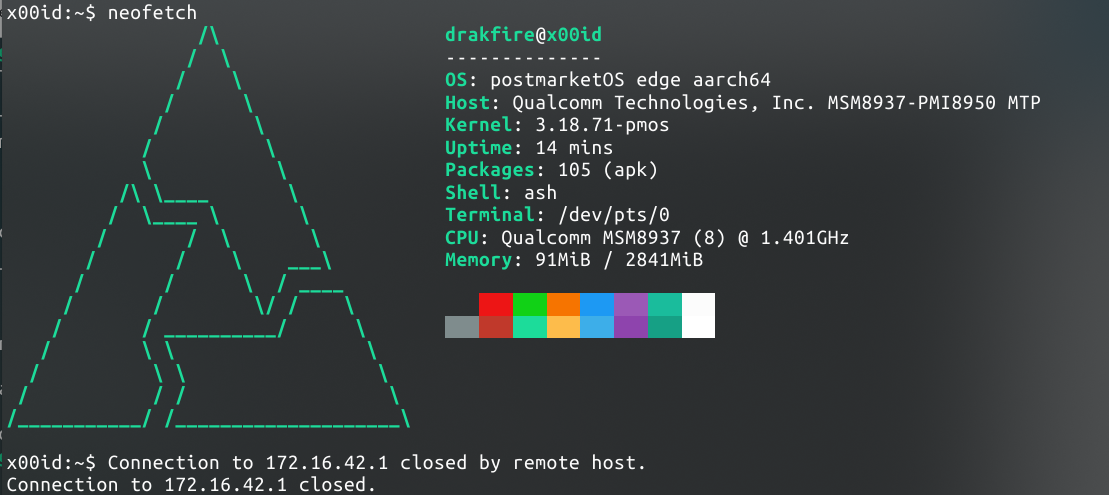 x00id:~$ neofetch
drakfire@x00id
--------------
OS: postmarketOS edge aarch64
Host: Qualcomm Technologies, Inc. MSM8937-PMI8950 MTP
Kernel: 3.18.71-pmos
Uptime: 14 mins
Packages: 105 (apk)
Shell: ash
Terminal: /dev/pts/0
CPU: Qualcomm MSM8937 (8) @ 1.401GHz
Memory: 91MiB / 2841MiB
x00id:~$ Connection to 172.16.42.1 closed by remote host.
Connection to 172.16.42.1 closed.